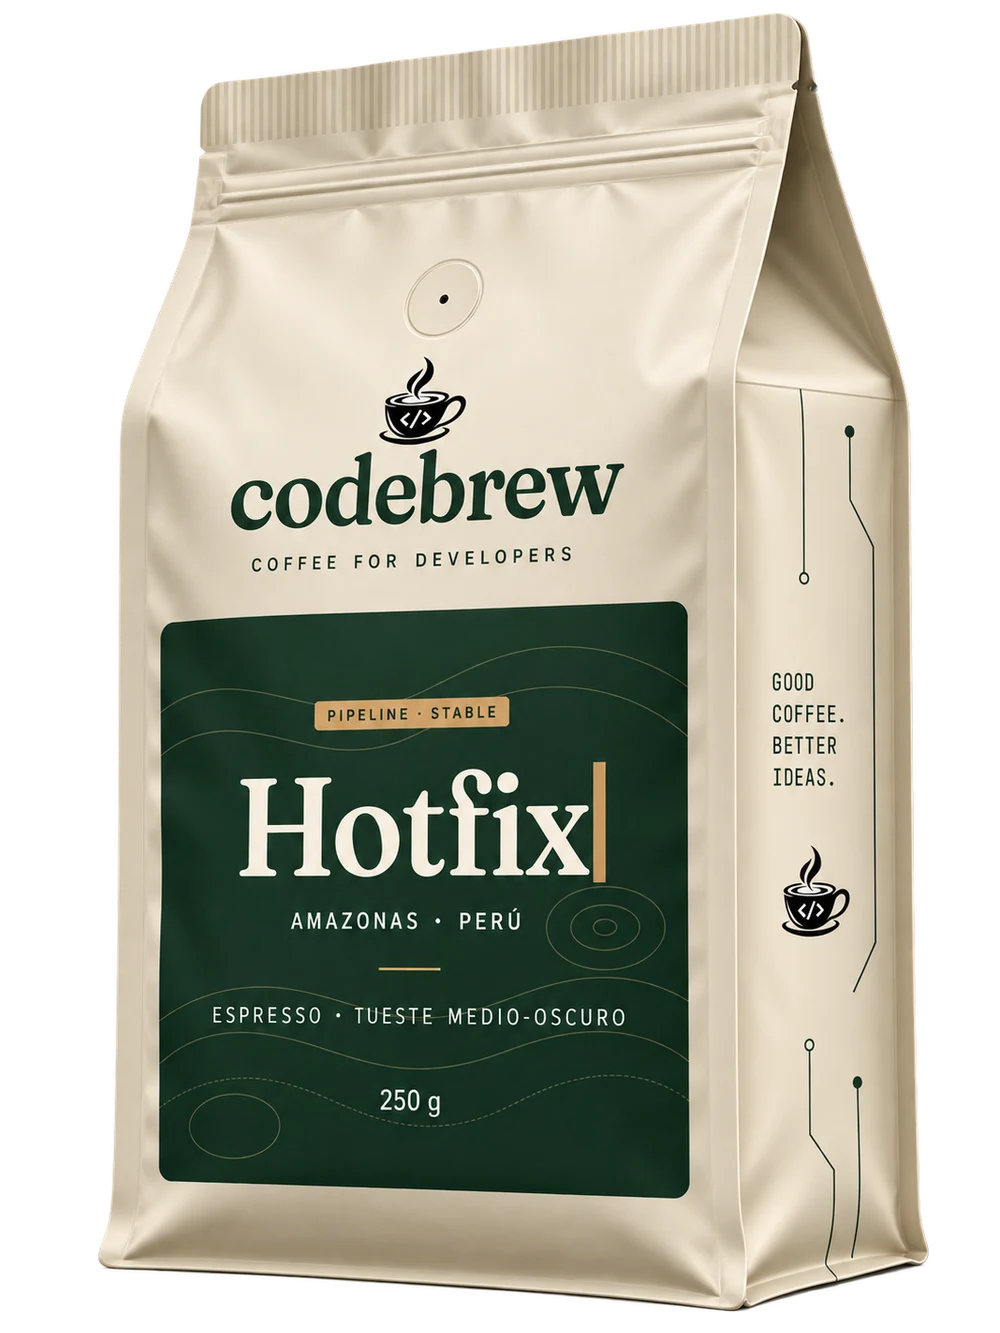 </>
codebrew
COFFEE FOR DEVELOPERS
PIPELINE · STABLE
Hotfix
AMAZONAS • PERÚ
ESPRESSO • TUESTE MEDIO-OSCURO
250 g
GOOD
COFFEE.
BETTER
IDEAS.
</>